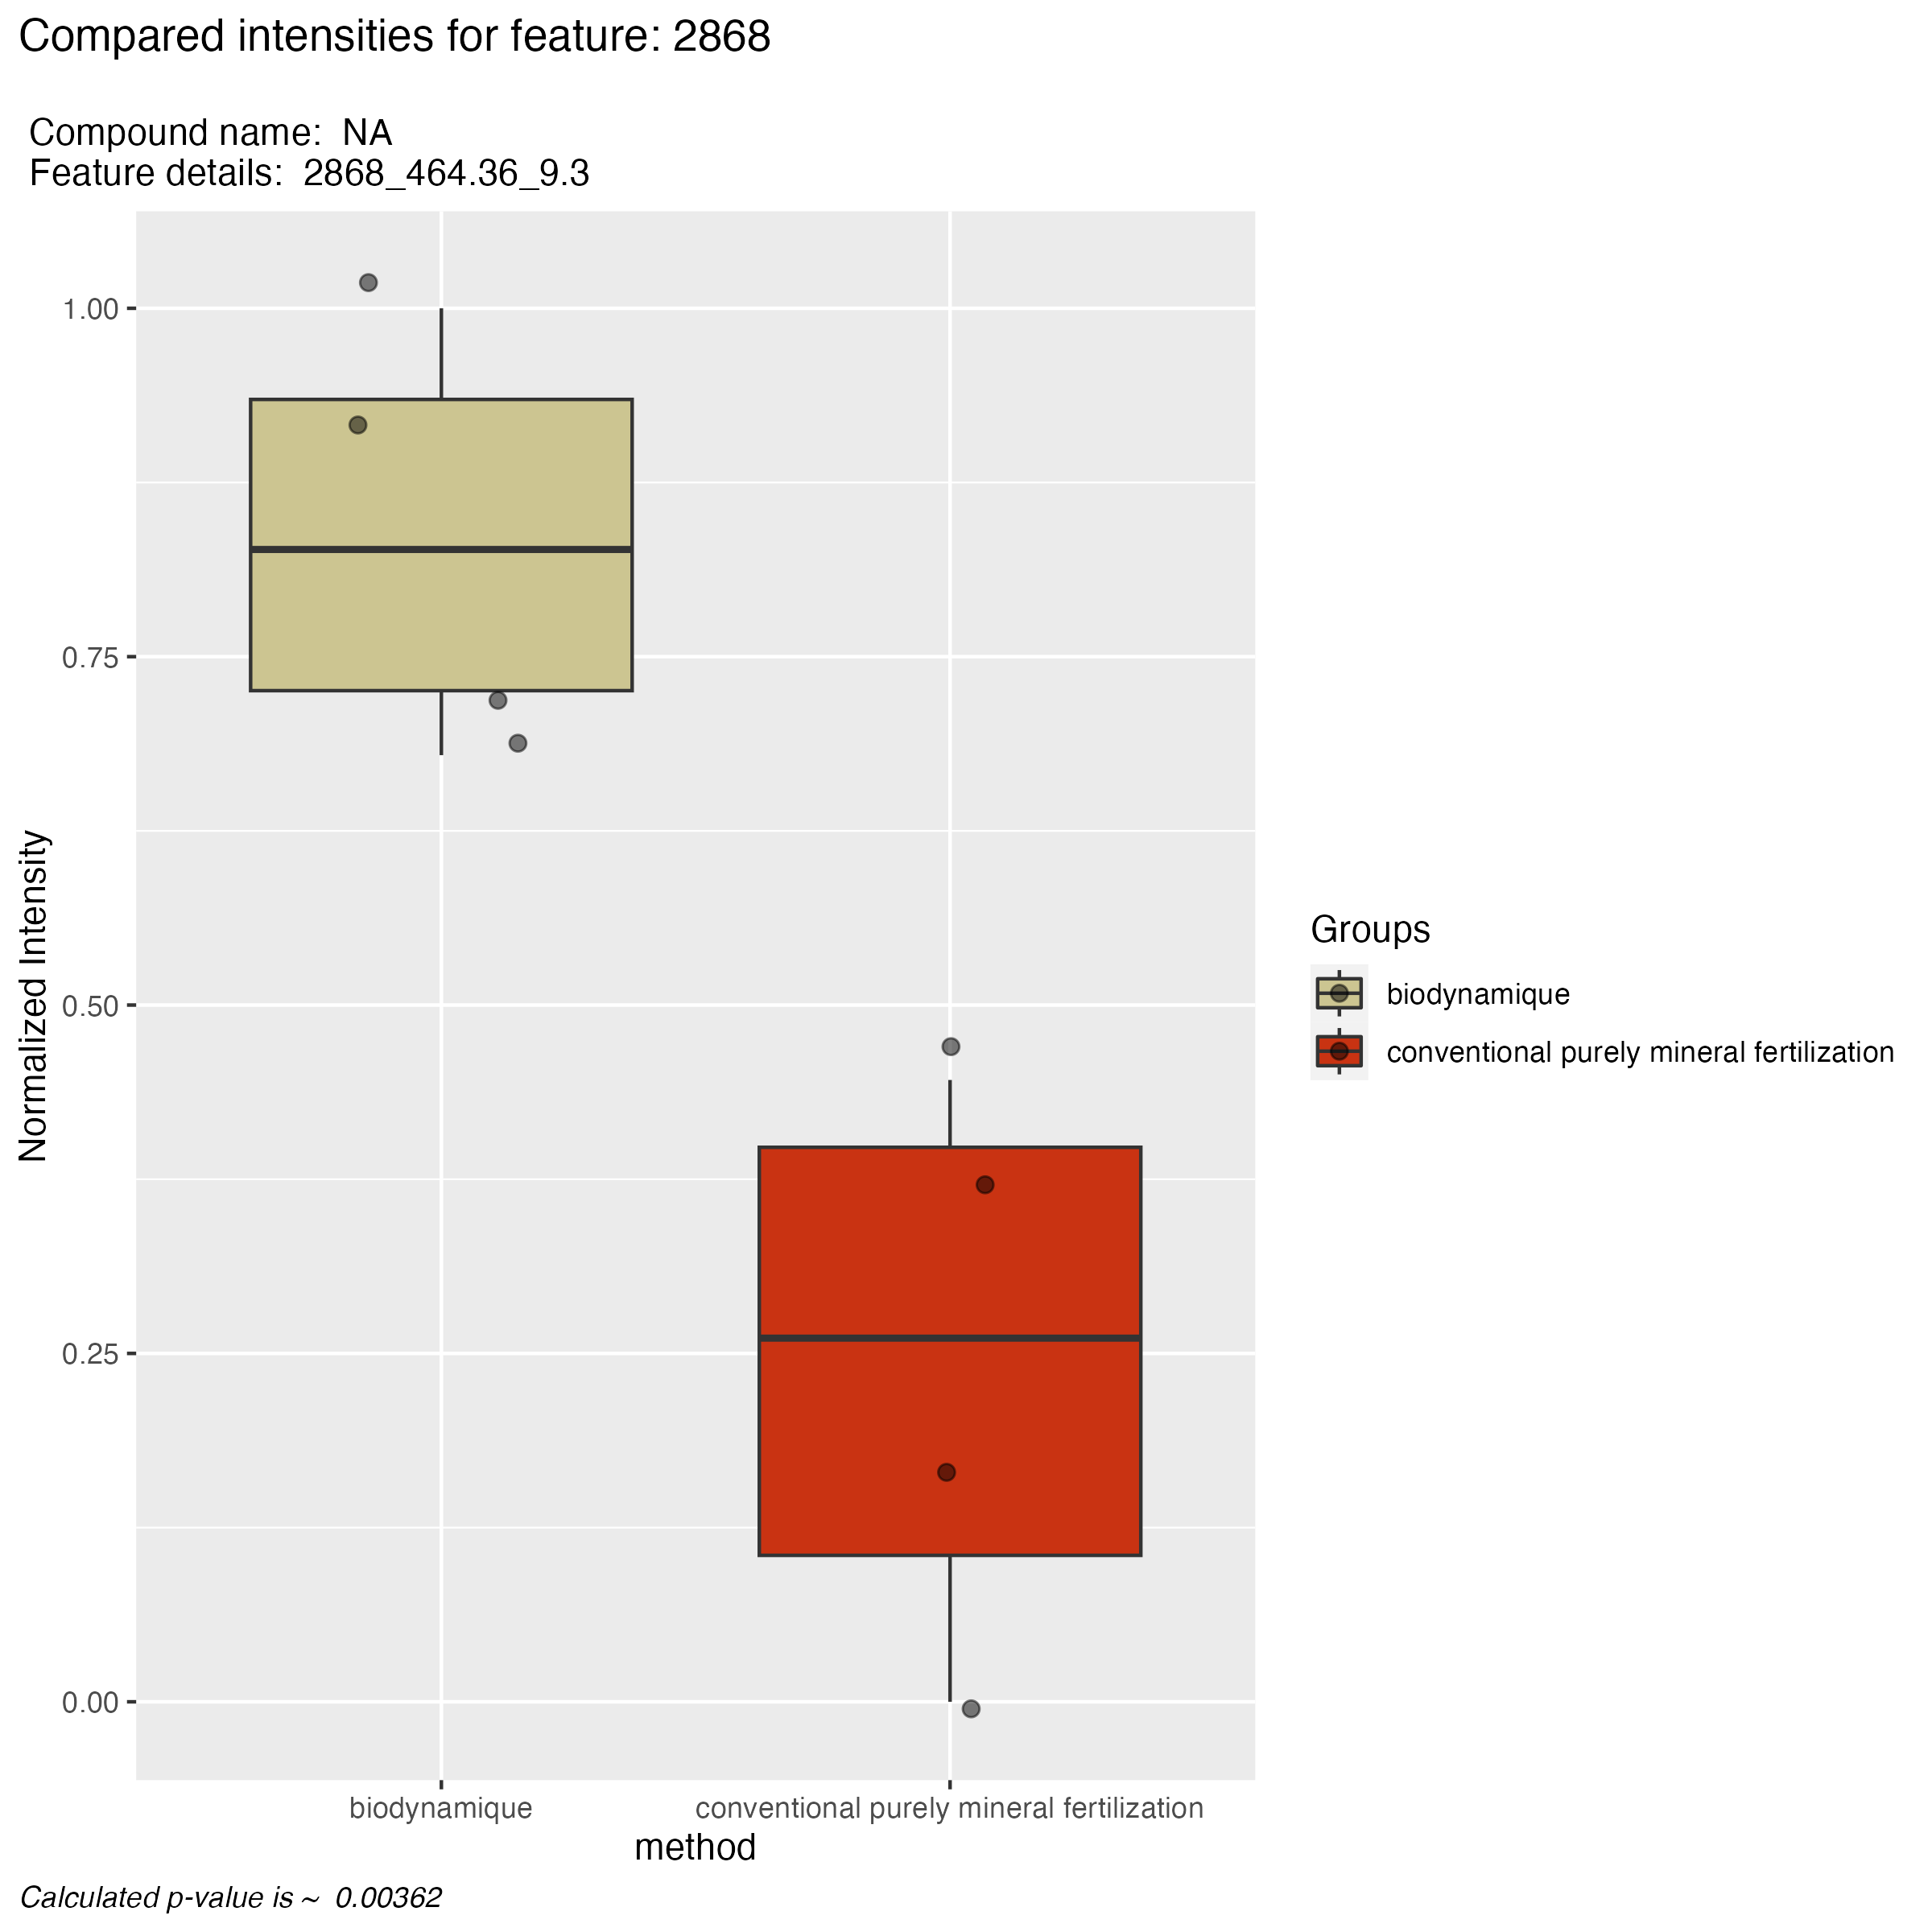 Compared intensities for feature: 2868
Compound name:  NA
Feature details:  2868_464.36_9.3
Normalized Intensity
1.00
0.75
0.50
0.25
0.00
biodynamique
conventional purely mineral fertilization
method
Groups
biodynamique
conventional purely mineral fertilization
Calculated p-value is ~  0.00362